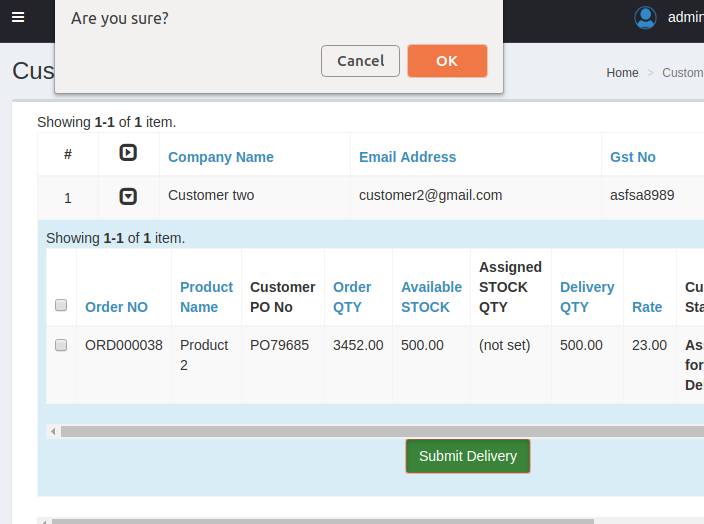 Are you sure?
admin
Cancel OK
Cus
Home > Custom
Showing 1-1 of 1 item.
# Company Name Email Address Gst No
1 Customer two customer2@gmail.com asfsa8989
Showing 1-1 of 1 item.
Order NO Product Name Customer PO No Order QTY Available STOCK Assigned STOCK QTY Delivery QTY Rate Cu Sta
ORD000038 Product 2 PO79685 3452.00 500.00 (not set) 500.00 23.00 As for De
Submit Delivery